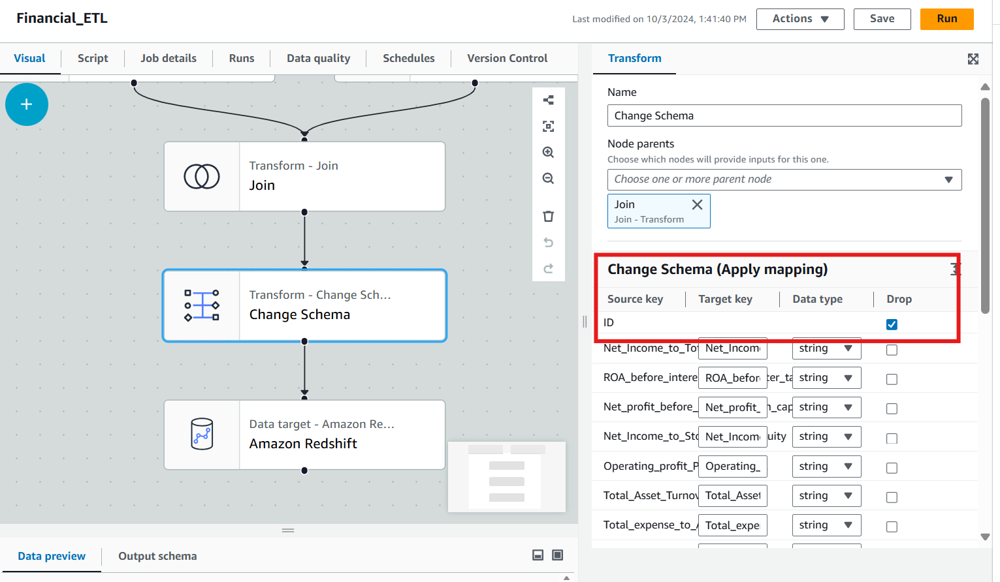 Financial_ETL
Last modified on 10/3/2024, 1:41:40 PM
Actions
Save
Run
Visual
Script
Job details
Runs
Data quality
Schedules
Version Control
Transform - Join
Join
Transform - Change Sch...
Change Schema
Data target - Amazon Re...
Amazon Redshift
Data preview
Output schema
Transform
Name
Change Schema
Node parents
Choose which nodes will provide inputs for this one.
Choose one or more parent node
Join
Join - Transform
Change Schema (Apply mapping)
Source key Target key Data type Drop
ID
Net_Income_to_Tot Net_Incom string
ROA_before_intere ROA_befor er_ta string
Net_profit_before_ Net_profit_ n_cap string
Net_Income_to_Sto Net_Incom uity string
Operating_profit_P Operating_ string
Total_Asset_Turnov Total_Asset string
Total_expense_to_A Total_expe string